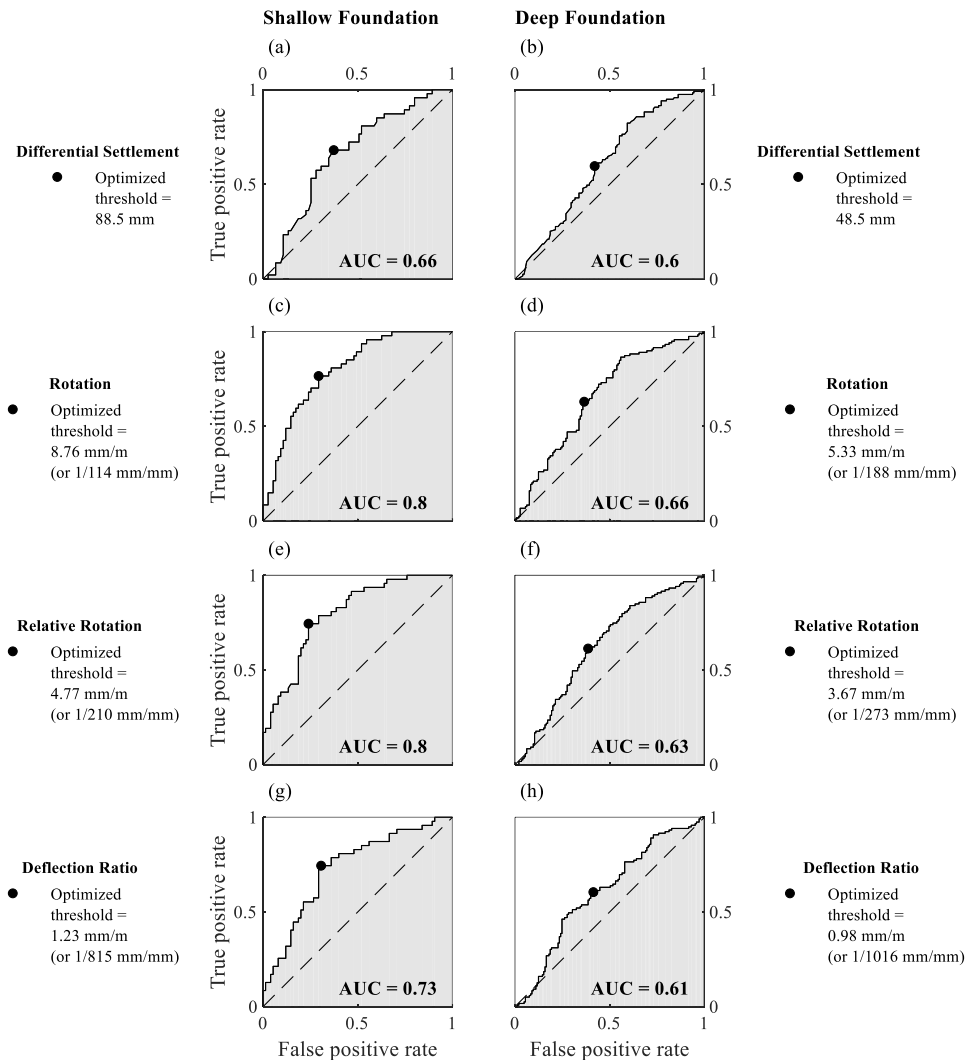 Shallow Foundation
Deep Foundation
(a)
(b)
0 0.5 1
0 0.5 1
Differential Settlement
● Optimized
threshold =
88.5 mm
True positive rate
1
0.5
0
AUC = 0.66
True positive rate
1
0.5
0
AUC = 0.6
Differential Settlement
● Optimized
threshold =
48.5 mm
(c)
(d)
Rotation
● Optimized
threshold =
8.76 mm/m
(or 1/114 mm/mm)
True positive rate
1
0.5
0
AUC = 0.8
1
0.5
0
AUC = 0.66
Rotation
● Optimized
threshold =
5.33 mm/m
(or 1/188 mm/mm)
(e)
(f)
Relative Rotation
● Optimized
threshold =
4.77 mm/m
(or 1/210 mm/mm)
True positive rate
1
0.5
0
AUC = 0.8
1
0.5
0
AUC = 0.63
Relative Rotation
● Optimized
threshold =
3.67 mm/m
(or 1/273 mm/mm)
(g)
(h)
Deflection Ratio
● Optimized
threshold =
1.23 mm/m
(or 1/815 mm/mm)
True positive rate
1
0.5
0
AUC = 0.73
1
0.5
0
AUC = 0.61
Deflection Ratio
● Optimized
threshold =
0.98 mm/m
(or 1/1016 mm/mm)
0 0.5 1
0 0.5 1
False positive rate
False positive rate